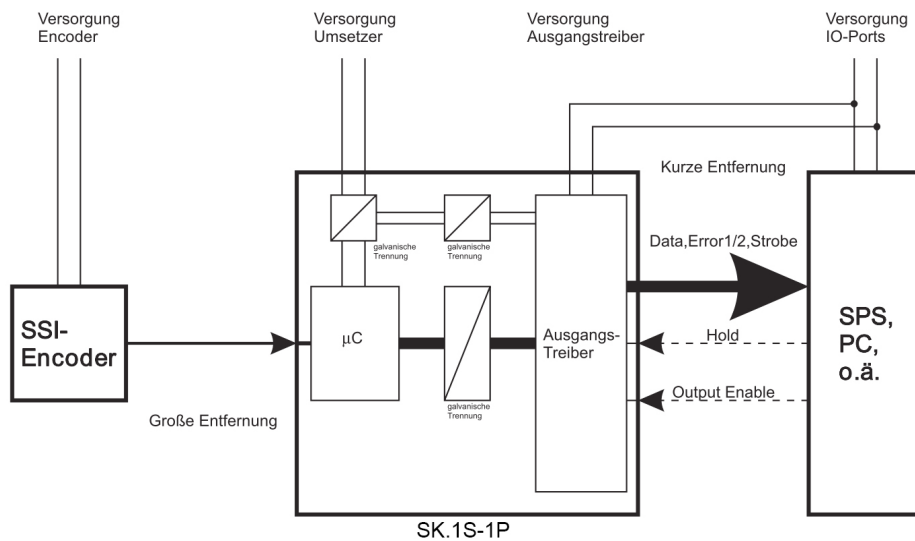 Versorgung
Encoder
Versorgung
Umsetzer
Versorgung
Ausgangstreiber
Versorgung
IO-Ports
Kurze Entfernung
galvanische
Trennung
galvanische
Trennung
Data,Error1/2,Strobe
SSI-
Encoder
µC
Ausgangs-
Treiber
Hold
SPS,
PC,
o.ä.
Output Enable
galvanische
Trennung
Große Entfernung
SK.1S-1P